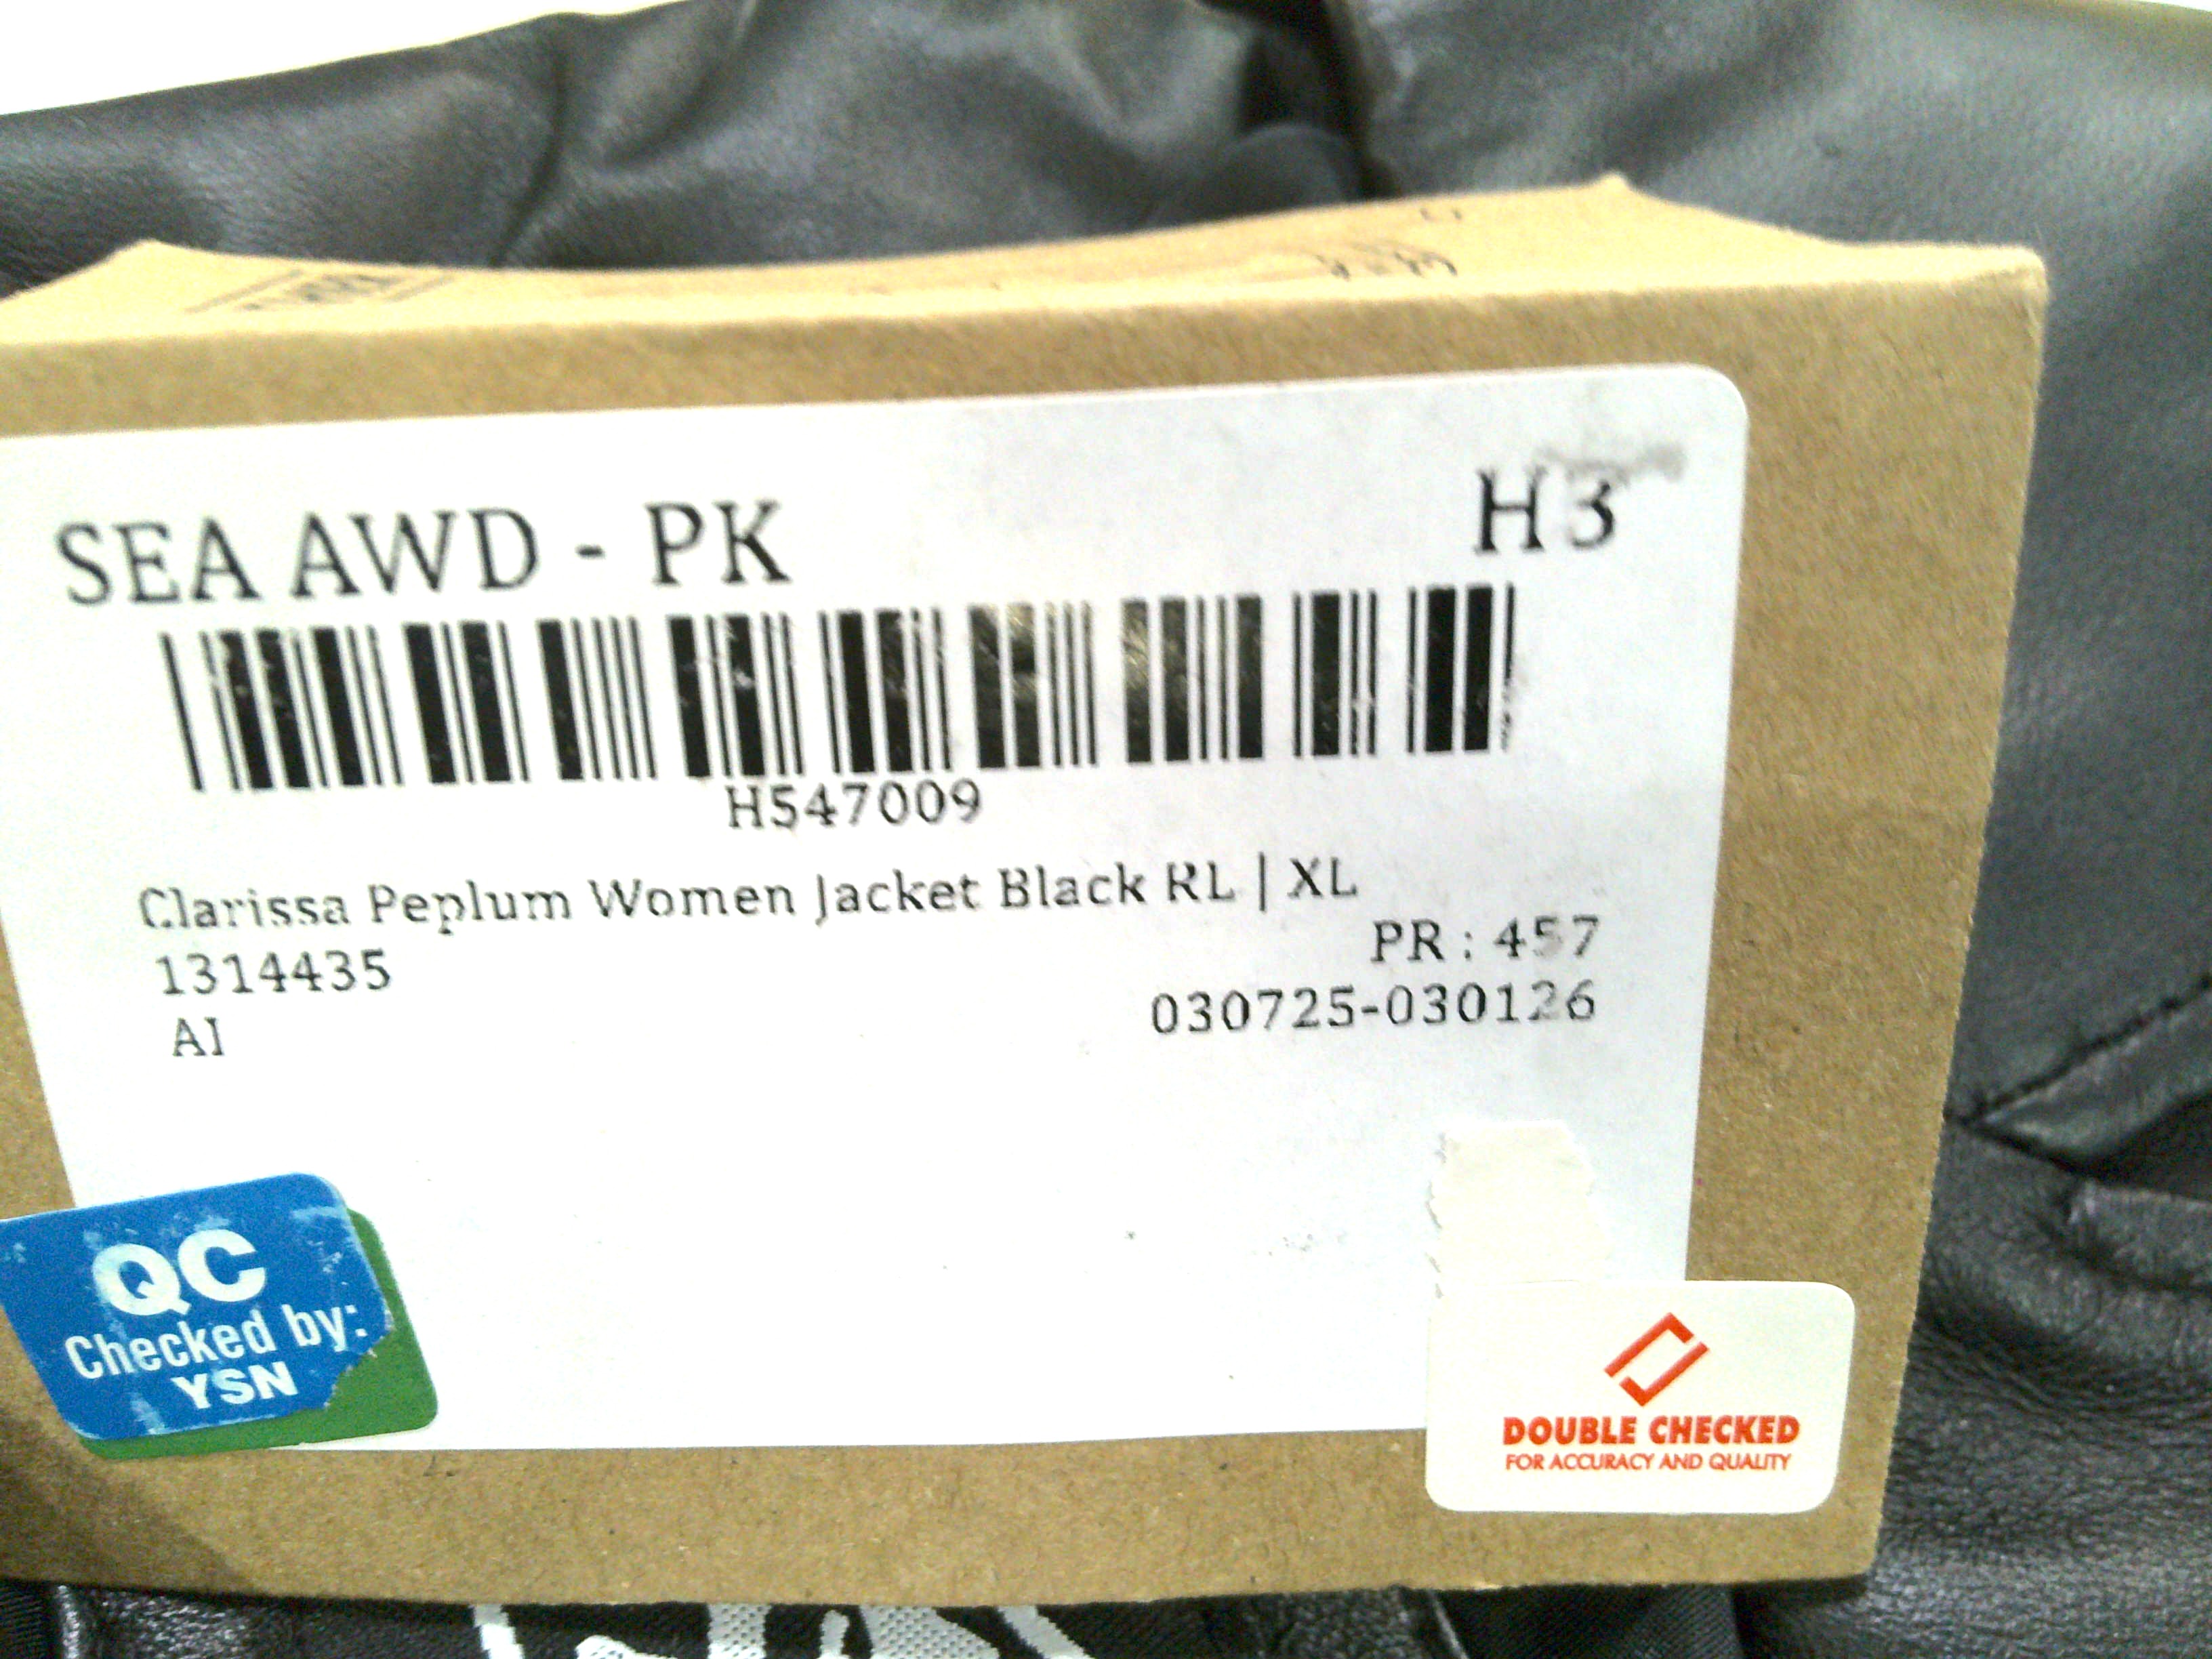 SEA AWD - PK
H3
H547009
Clarissa Peplum Women Jacket Black RL | XL
PR : 457
1314435
030725-030126
AI
QC
Checked by:
YSN
DOUBLE CHECKED
FOR ACCURACY AND QUALITY